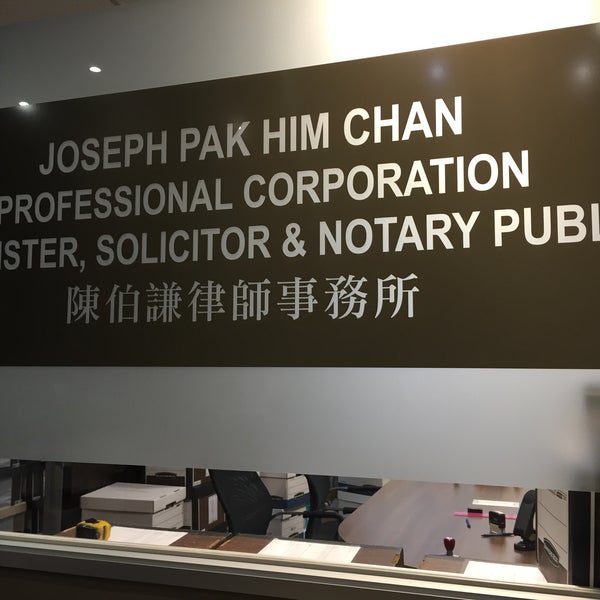 JOSEPH PAK HIM CHAN
PROFESSIONAL CORPORATION
SOLICITOR & NOTARY
陳伯謙律師事務所